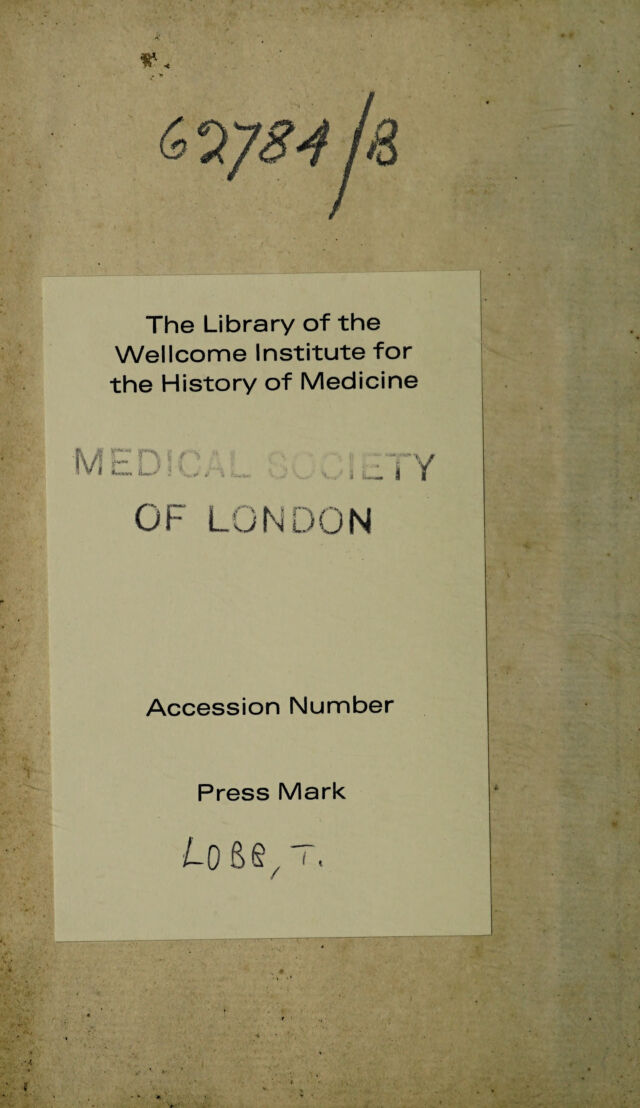 62784/B
The Library of the
Wellcome Institute for
the History of Medicine
MEDICAL SOCIETY
OF LONDON
Accession Number
Press Mark
LOBB, T.